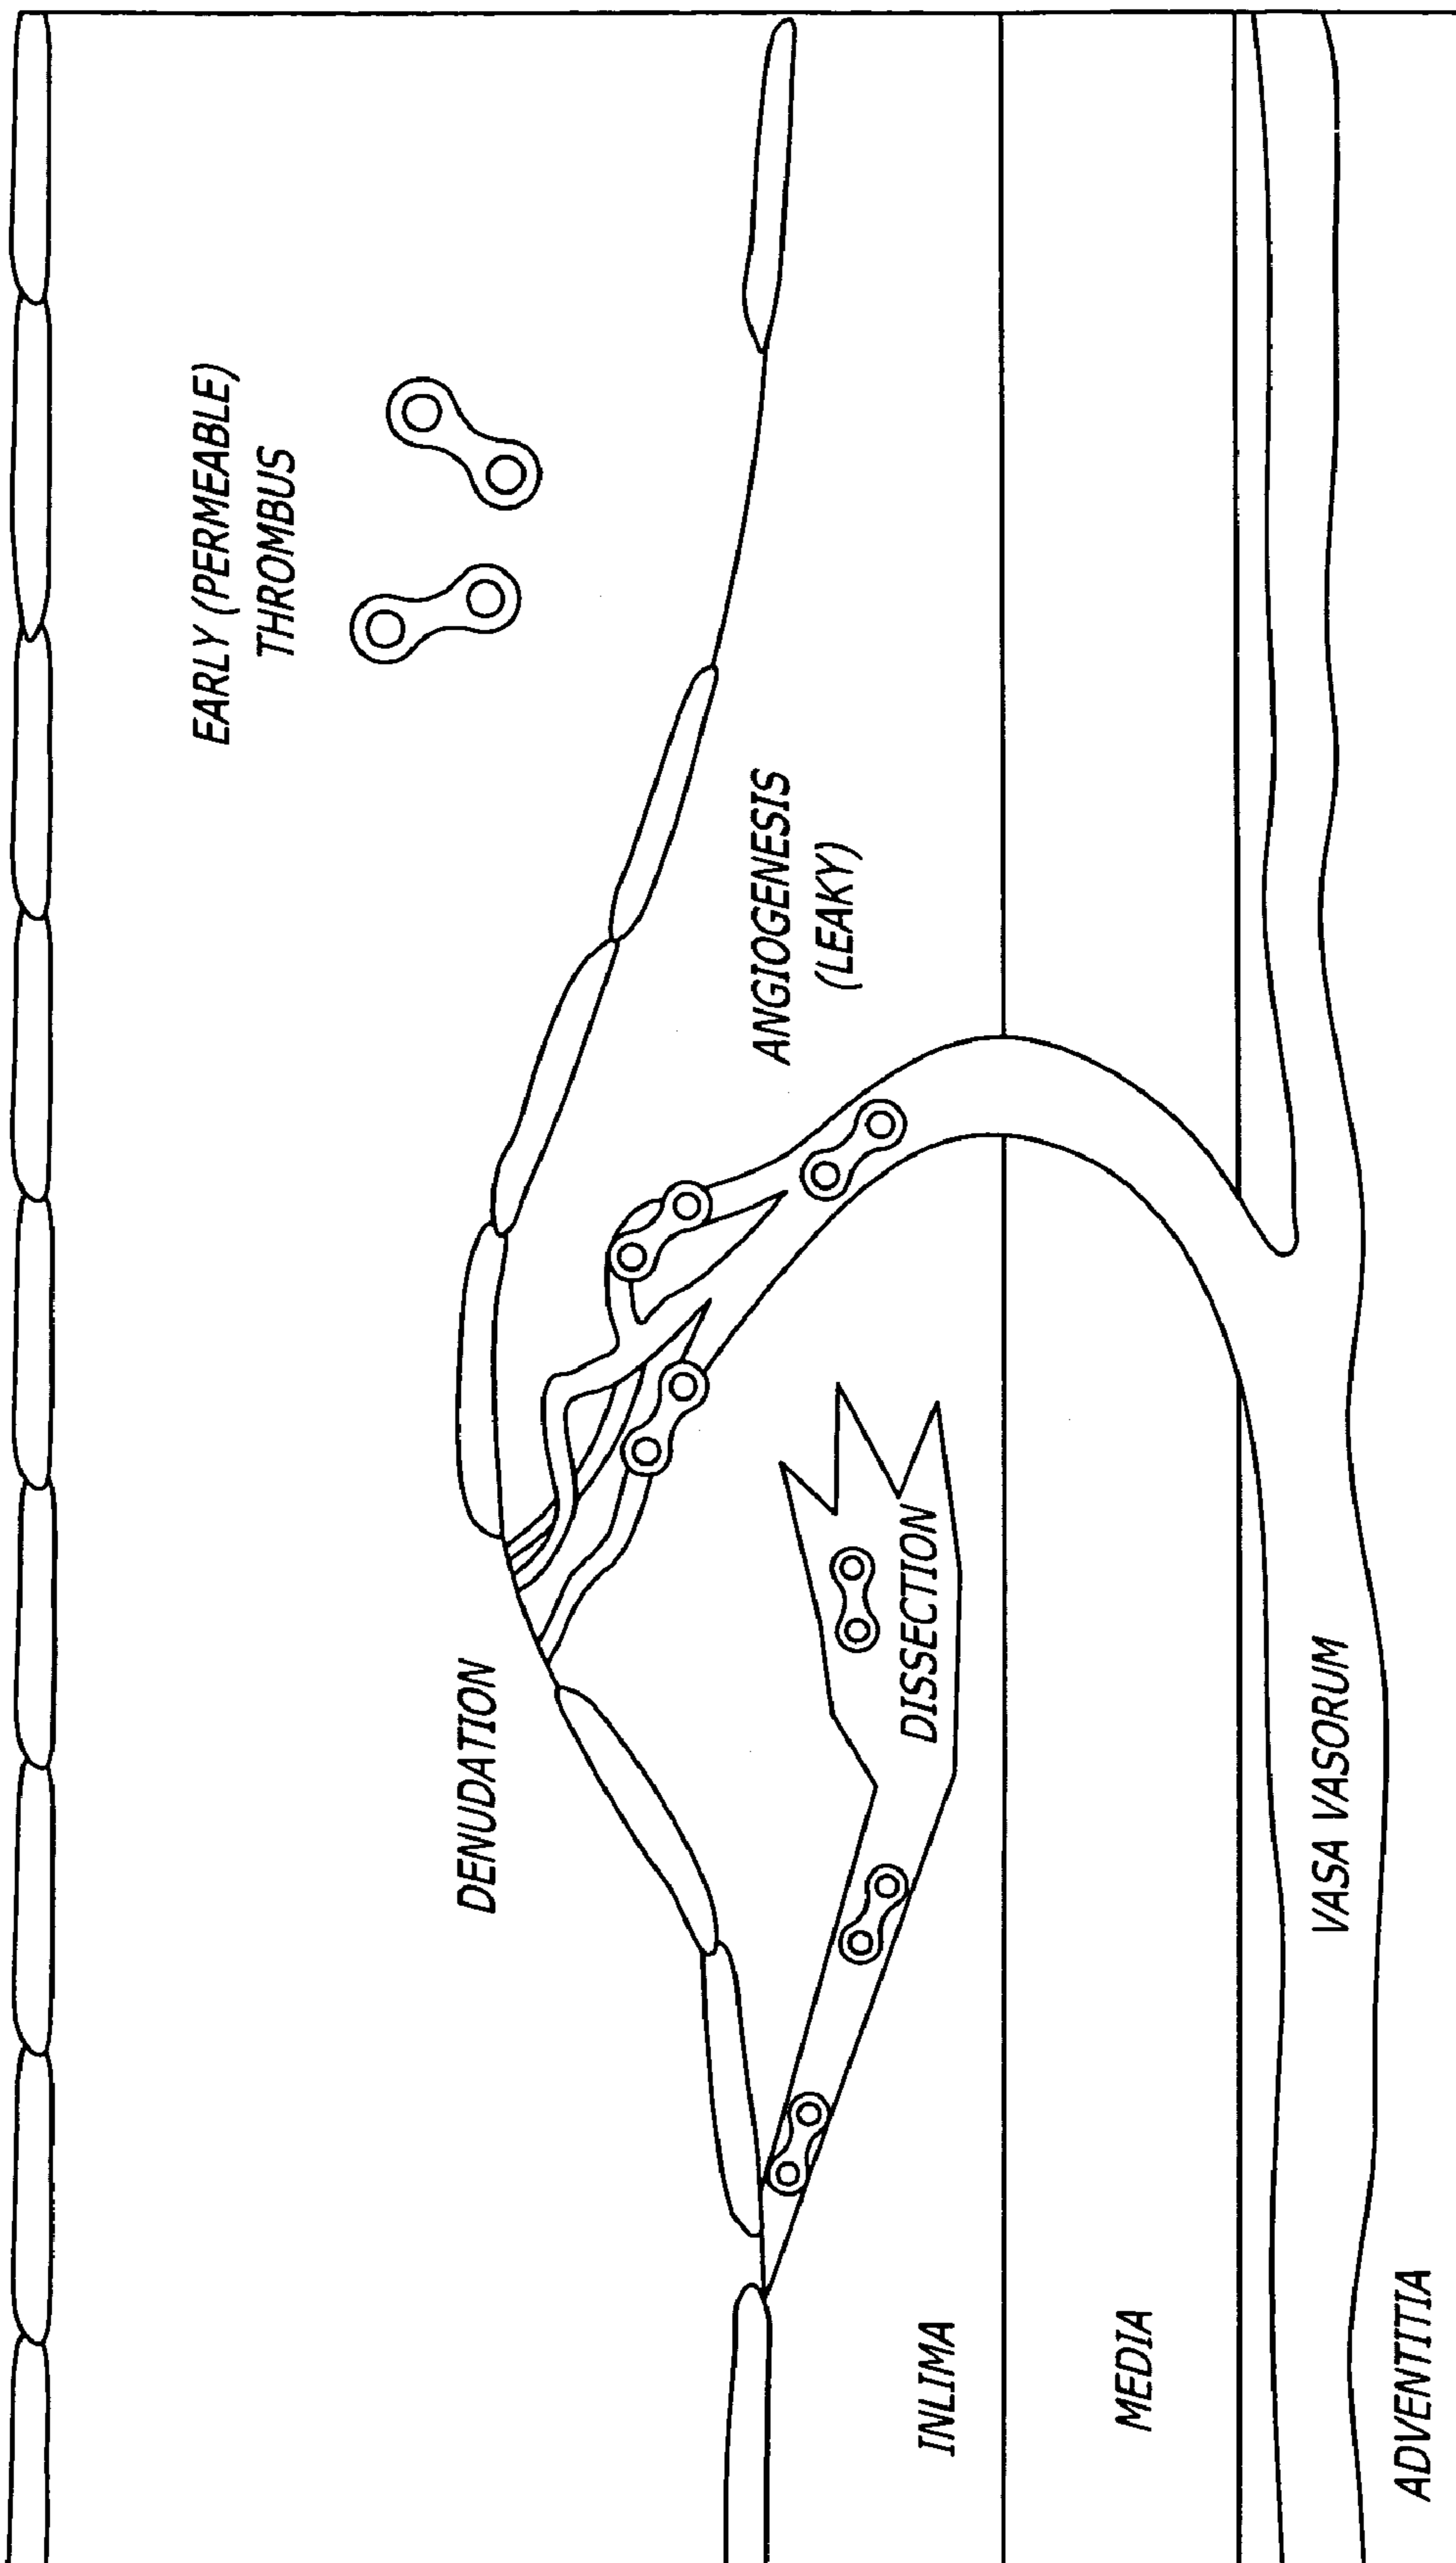 EARLY (PERMEABLE)
THROMBUS
ANGIOGENESIS
(LEAKY)
DENUDATION
DISSECTION
VASA VASORUM
INLIMA
MEDIA
ADVENTITIA